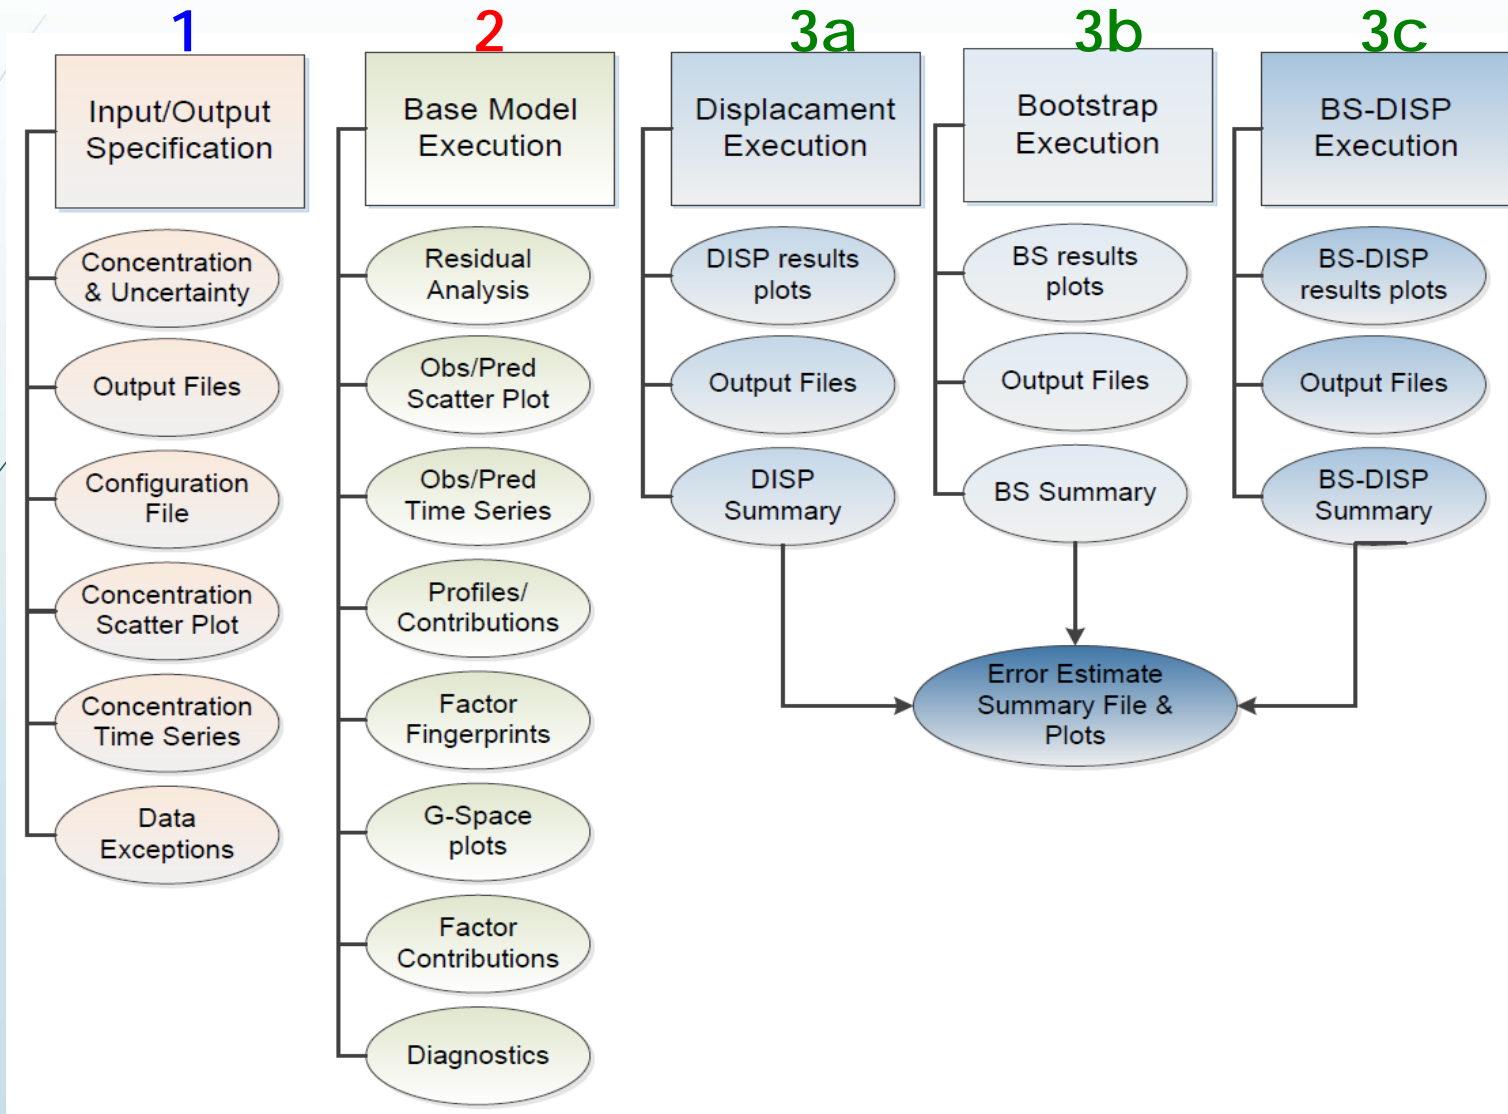 1
Input/Output
Specification
Concentration
& Uncertainty
Output Files
Configuration
File
Concentration
Scatter Plot
Concentration
Time Series
Data
Exceptions
2
Base Model
Execution
Residual
Analysis
Obs/Pred
Scatter Plot
Obs/Pred
Time Series
Profiles/
Contributions
Factor
Fingerprints
G-Space
plots
Factor
Contributions
Diagnostics
3a
Displacament
Execution
DISP results
plots
Output Files
DISP
Summary
3b
Bootstrap
Execution
BS results
plots
Output Files
BS Summary
3c
BS-DISP
Execution
BS-DISP
results plots
Output Files
BS-DISP
Summary
Error Estimate
Summary File &
Plots